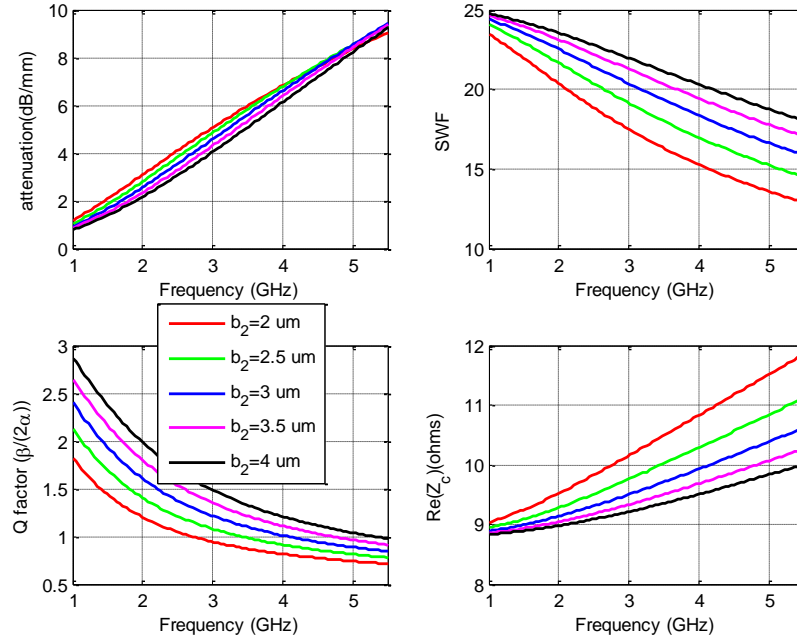 10
8
6
4
2
0
attenuation(dB/mm)
1 2 3 4 5
Frequency (GHz)
25
20
15
10
SWF
1 2 3 4 5
Frequency (GHz)
3
2.5
2
1.5
1
0.5
Q factor (β/(2α))
b2=2 um
b2=2.5 um
b2=3 um
b2=3.5 um
b2=4 um
1 2 3 4 5
Frequency (GHz)
12
11
10
9
8
Re(Zc)(ohms)
1 2 3 4 5
Frequency (GHz)